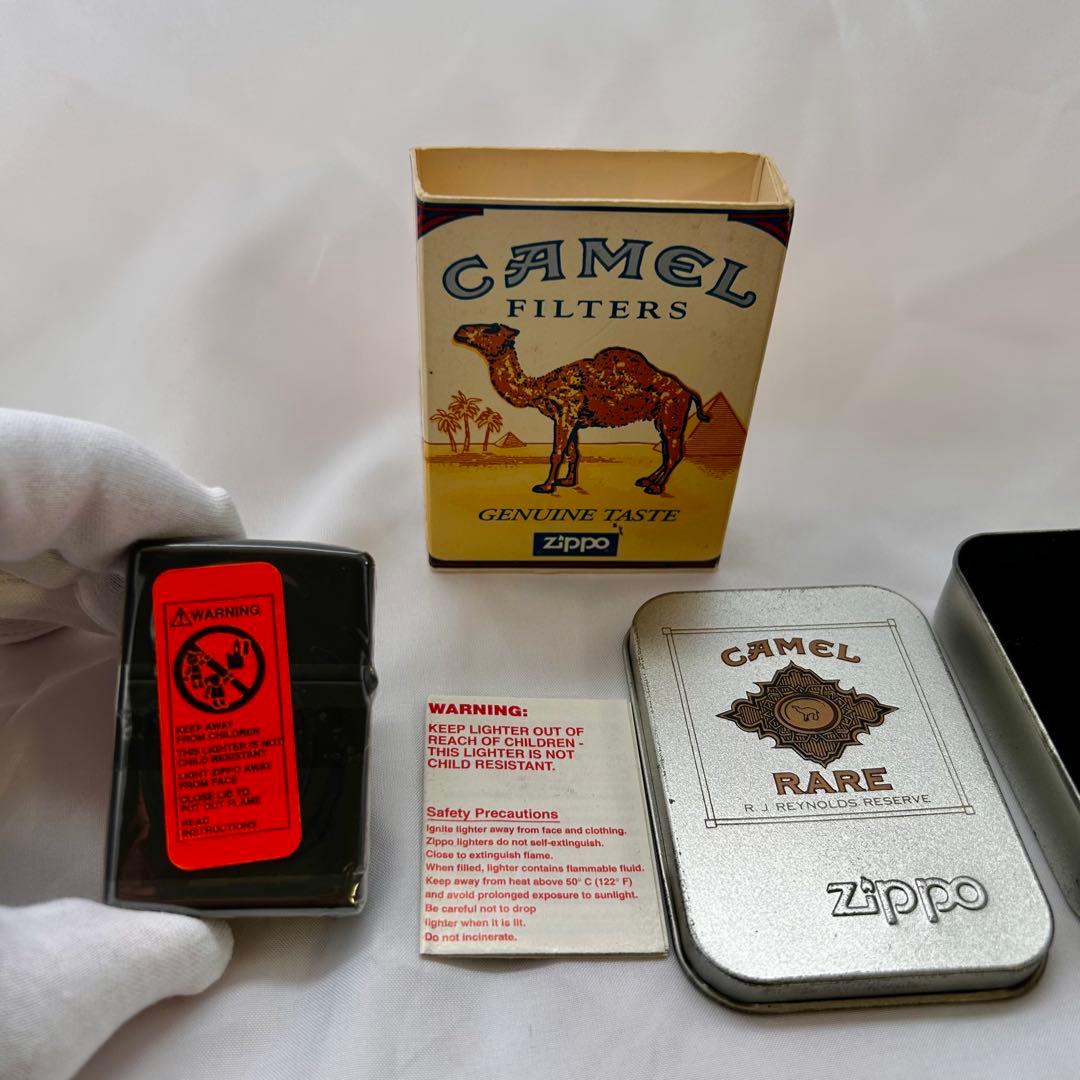 CAMEL
FILTERS
GENUINE TASTE
zippo
WARNING
KEEP AWAY
FROM CHILDREN
THIS LIGHTER IS NOT
CHILD RESISTANT
LIGHT ZIPPO AWAY
FROM FACE
CLOSE LID TO
PUT OUT FLAME
READ
INSTRUCTIONS
WARNING:
KEEP LIGHTER OUT OF
REACH OF CHILDREN -
THIS LIGHTER IS NOT
CHILD RESISTANT.
Safety Precautions
Ignite lighter away from face and clothing.
Zippo lighters do not self-extinguish.
Close to extinguish flame.
When filled, lighter contains flammable fluid.
Keep away from heat above 50° C (122° F)
and avoid prolonged exposure to sunlight.
Be careful not to drop
lighter when it is lit.
Do not incinerate.
CAMEL
RARE
R J REYNOLDS RESERVE
zippo